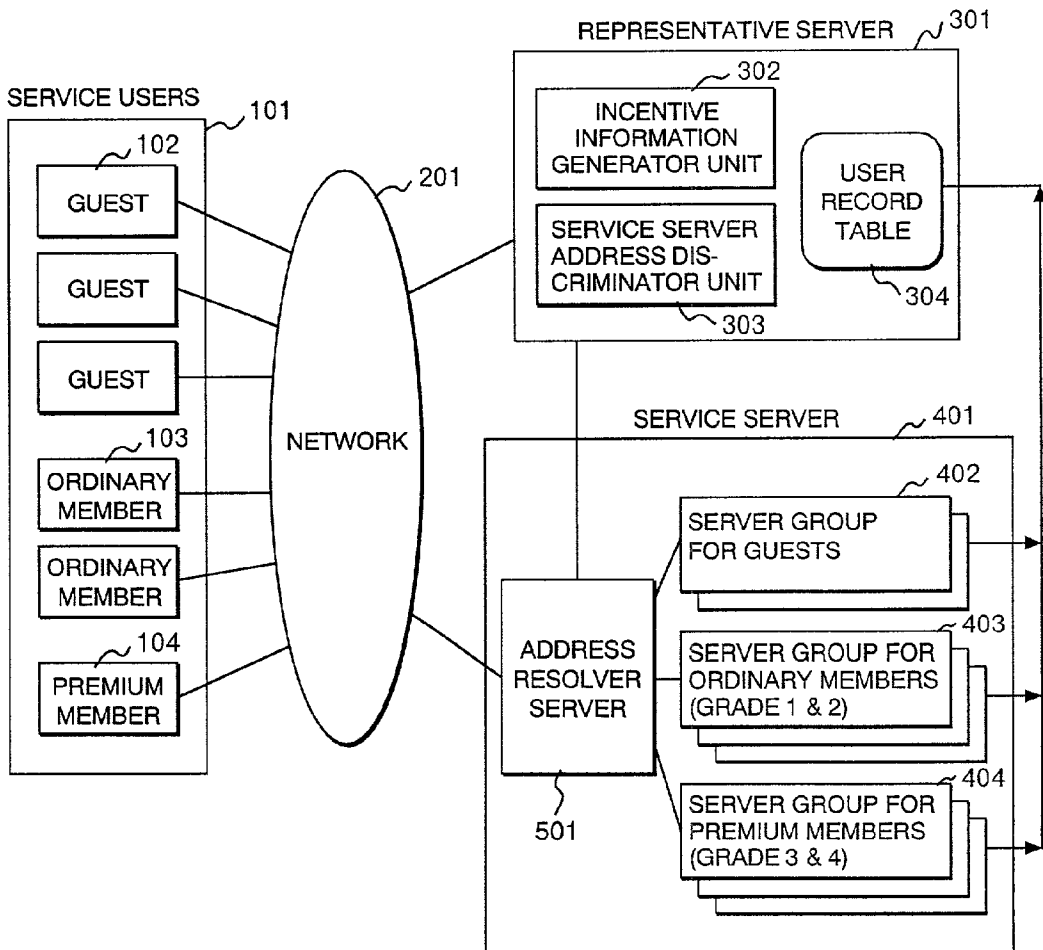 SERVICE USERS
101
102
GUEST
GUEST
GUEST
103
ORDINARY
MEMBER
ORDINARY
MEMBER
104
PREMIUM
MEMBER
201
NETWORK
REPRESENTATIVE SERVER
301
302
INCENTIVE
INFORMATION
GENERATOR UNIT
SERVICE SERVER
ADDRESS DIS-
CRIMINATOR UNIT
303
USER
RECORD
TABLE
304
SERVICE SERVER
401
ADDRESS
RESOLVER
SERVER
501
402
SERVER GROUP
FOR GUESTS
403
SERVER GROUP FOR
ORDINARY MEMBERS
(GRADE 1 & 2)
404
SERVER GROUP FOR
PREMIUM MEMBERS
(GRADE 3 & 4)